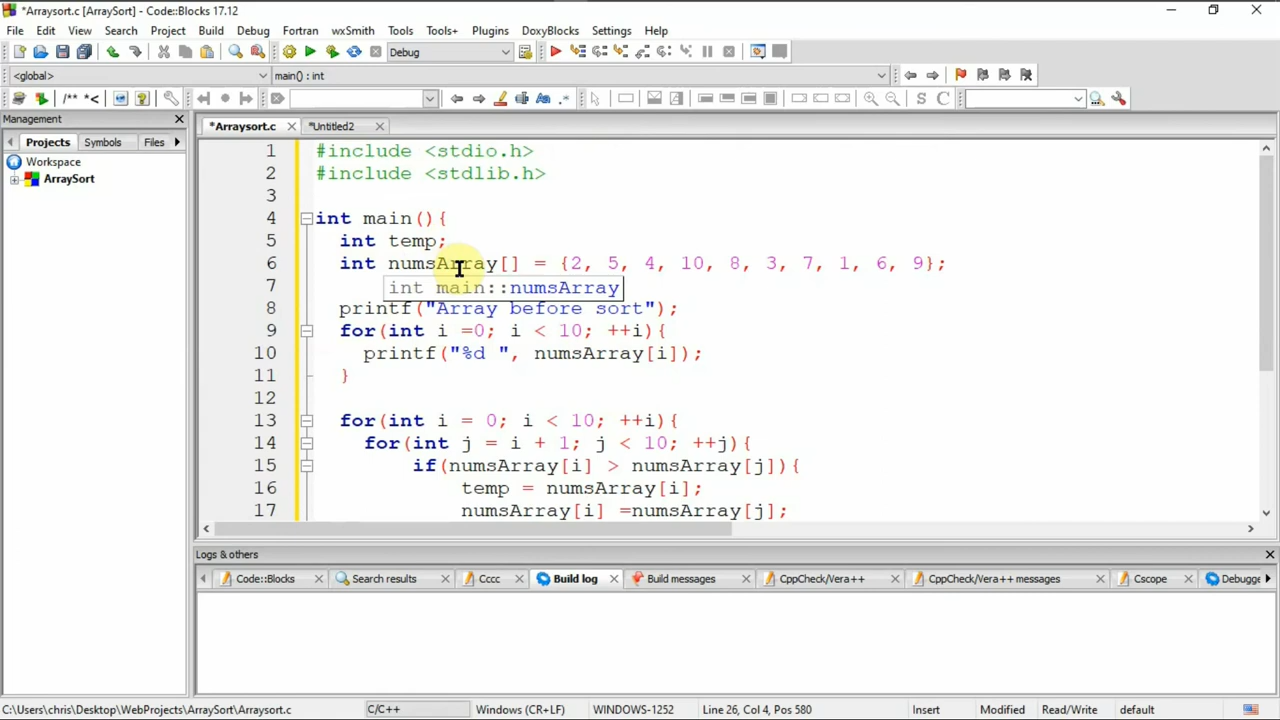 *Arraysort.c [ArraySort] - Code::Blocks 17.12
File Edit View Search Project Build Debug Fortran wxSmith Tools Tools+ Plugins DoxyBlocks Settings Help
Debug
<global> main() : int
/** *< S C
Management
*Arraysort.c *Untitled2
Projects Symbols Files
Workspace
ArraySort
1 #include <stdio.h>
2 #include <stdlib.h>
3
4 int main(){
5 int temp;
6 int numsArray[] = {2, 5, 4, 10, 8, 3, 7, 1, 6, 9};
7 int main::numsArray
8 printf("Array before sort");
9 for(int i =0; i < 10; ++i){
10 printf("%d ", numsArray[i]);
11 }
12
13 for(int i = 0; i < 10; ++i){
14 for(int j = i + 1; j < 10; ++j){
15 if(numsArray[i] > numsArray[j]){
16 temp = numsArray[i];
17 numsArray[i] =numsArray[j];
Logs & others
Code::Blocks Search results Cccc Build log Build messages CppCheck/Vera++ CppCheck/Vera++ messages Cscope Debugge
C:\Users\chris\Desktop\WebProjects\ArraySort\Arraysort.c C/C++ Windows (CR+LF) WINDOWS-1252 Line 26, Col 4, Pos 580 Insert Modified Read/Write default